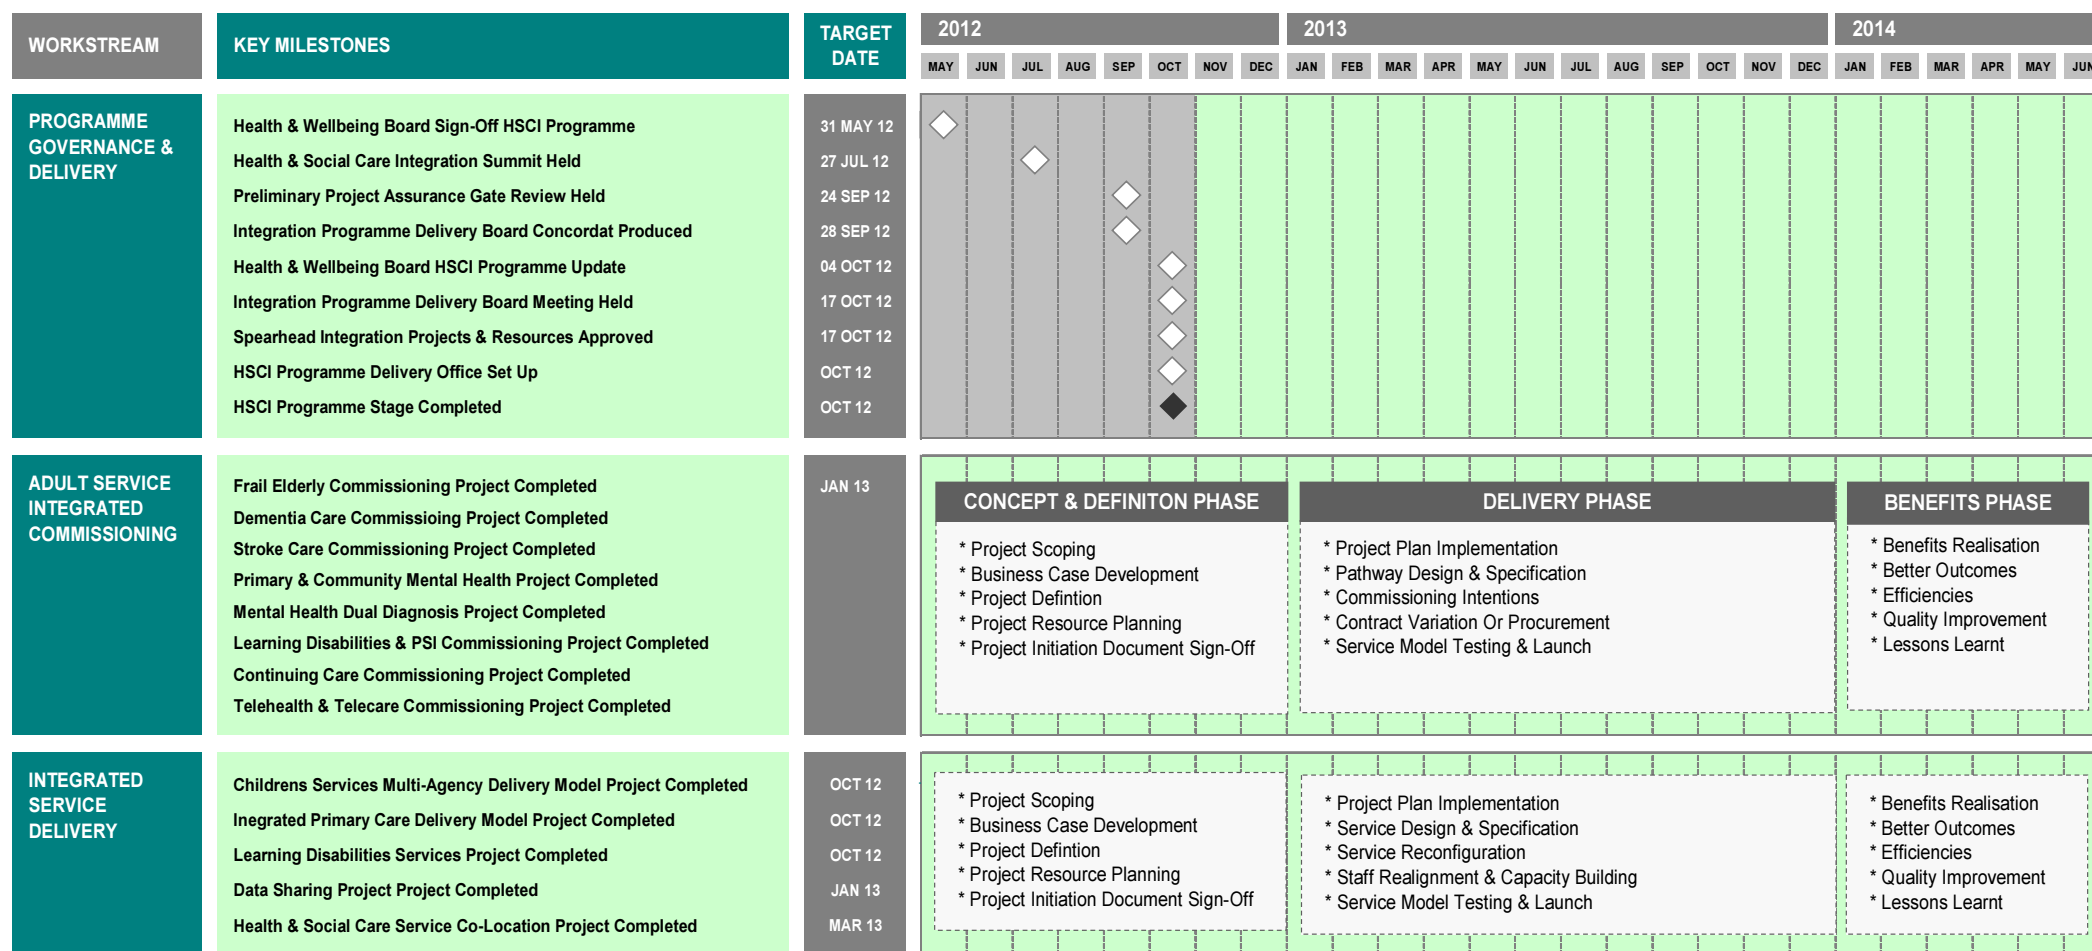 WORKSTREAM
KEY MILESTONES
TARGET
DATE
2012
2013
2014
MAY JUN JUL AUG SEP OCT NOV DEC JAN FEB MAR APR MAY JUN JUL AUG SEP OCT NOV DEC JAN FEB MAR APR MAY JUN
PROGRAMME
GOVERNANCE &
DELIVERY
Health & Wellbeing Board Sign-Off HSCI Programme 31 MAY 12
Health & Social Care Integration Summit Held 27 JUL 12
Preliminary Project Assurance Gate Review Held 24 SEP 12
Integration Programme Delivery Board Concordat Produced 28 SEP 12
Health & Wellbeing Board HSCI Programme Update 04 OCT 12
Integration Programme Delivery Board Meeting Held 17 OCT 12
Spearhead Integration Projects & Resources Approved 17 OCT 12
HSCI Programme Delivery Office Set Up OCT 12
HSCI Programme Stage Completed OCT 12
ADULT SERVICE
INTEGRATED
COMMISSIONING
Frail Elderly Commissioning Project Completed JAN 13
Dementia Care Commissioing Project Completed
Stroke Care Commissioning Project Completed
Primary & Community Mental Health Project Completed
Mental Health Dual Diagnosis Project Completed
Learning Disabilities & PSI Commissioning Project Completed
Continuing Care Commissioning Project Completed
Telehealth & Telecare Commissioning Project Completed
CONCEPT & DEFINITON PHASE
* Project Scoping
* Business Case Development
* Project Defintion
* Project Resource Planning
* Project Initiation Document Sign-Off
DELIVERY PHASE
* Project Plan Implementation
* Pathway Design & Specification
* Commissioning Intentions
* Contract Variation Or Procurement
* Service Model Testing & Launch
BENEFITS PHASE
* Benefits Realisation
* Better Outcomes
* Efficiencies
* Quality Improvement
* Lessons Learnt
INTEGRATED
SERVICE
DELIVERY
Childrens Services Multi-Agency Delivery Model Project Completed OCT 12
Inegrated Primary Care Delivery Model Project Completed OCT 12
Learning Disabilities Services Project Completed OCT 12
Data Sharing Project Project Completed JAN 13
Health & Social Care Service Co-Location Project Completed MAR 13
* Project Scoping
* Business Case Development
* Project Defintion
* Project Resource Planning
* Project Initiation Document Sign-Off
* Project Plan Implementation
* Service Design & Specification
* Service Reconfiguration
* Staff Realignment & Capacity Building
* Service Model Testing & Launch
* Benefits Realisation
* Better Outcomes
* Efficiencies
* Quality Improvement
* Lessons Learnt